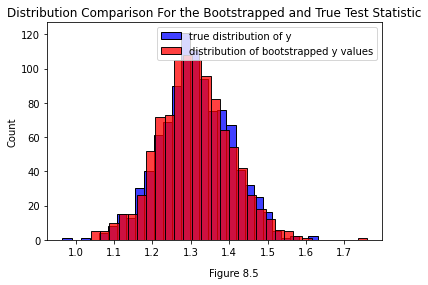 Distribution Comparison For the Bootstrapped and True Test Statistic
true distribution of y
distribution of bootstrapped y values
120
100
80
60
40
20
0
Count
1.0 1.1 1.2 1.3 1.4 1.5 1.6 1.7
Figure 8.5